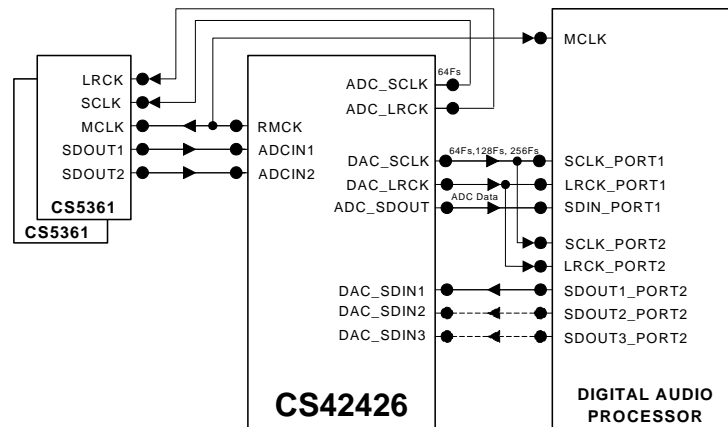 LRCK
SCLK
MCLK
SDOUT1
SDOUT2
CS5361
CS5361
RMCK
ADCIN1
ADCIN2
ADC_SCLK
ADC_LRCK
DAC_SCLK
DAC_LRCK
ADC_SDOUT
DAC_SDIN1
DAC_SDIN2
DAC_SDIN3
CS42426
64Fs
64Fs,128Fs, 256Fs
ADC Data
MCLK
SCLK_PORT1
LRCK_PORT1
SDIN_PORT1
SCLK_PORT2
LRCK_PORT2
SDOUT1_PORT2
SDOUT2_PORT2
SDOUT3_PORT2
DIGITAL AUDIO
PROCESSOR